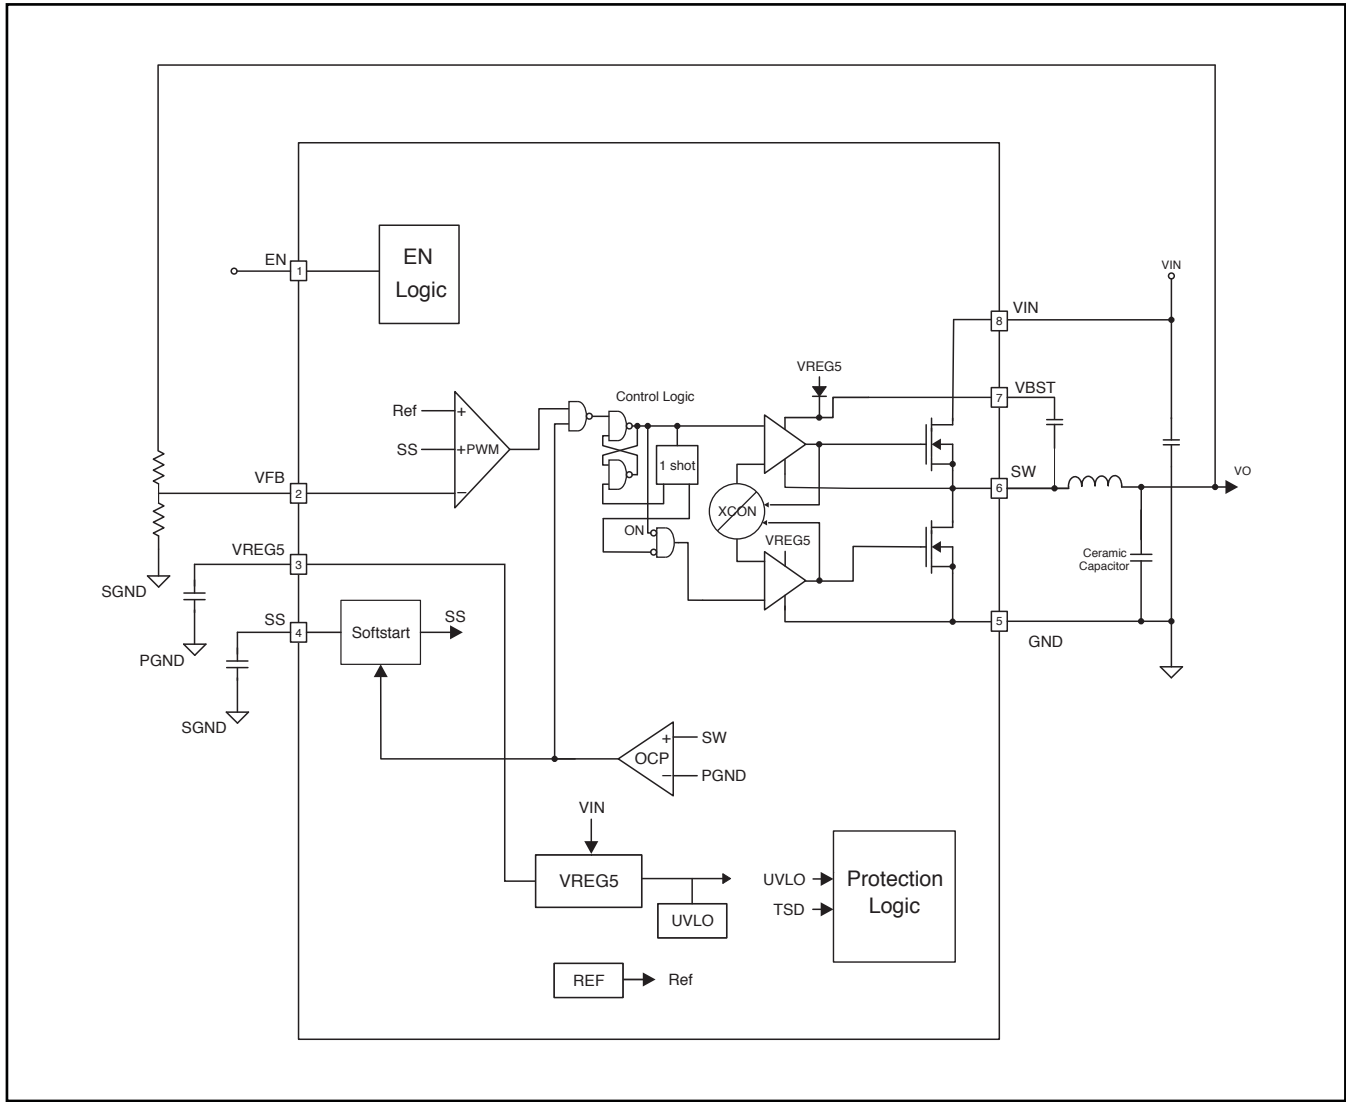 EN
1
EN
Logic
VIN
8
VIN
VREG5
7
VBST
Control Logic
Ref
+
SS
+PWM
−
1 shot
VFB
2
XCON
SW
6
VO
ON
VREG5
VREG5
3
Ceramic
Capacitor
SGND
SS
4
Softstart
SS
5
GND
PGND
SGND
+
SW
OCP
−
PGND
VIN
VREG5
UVLO
UVLO
TSD
Protection
Logic
REF
Ref